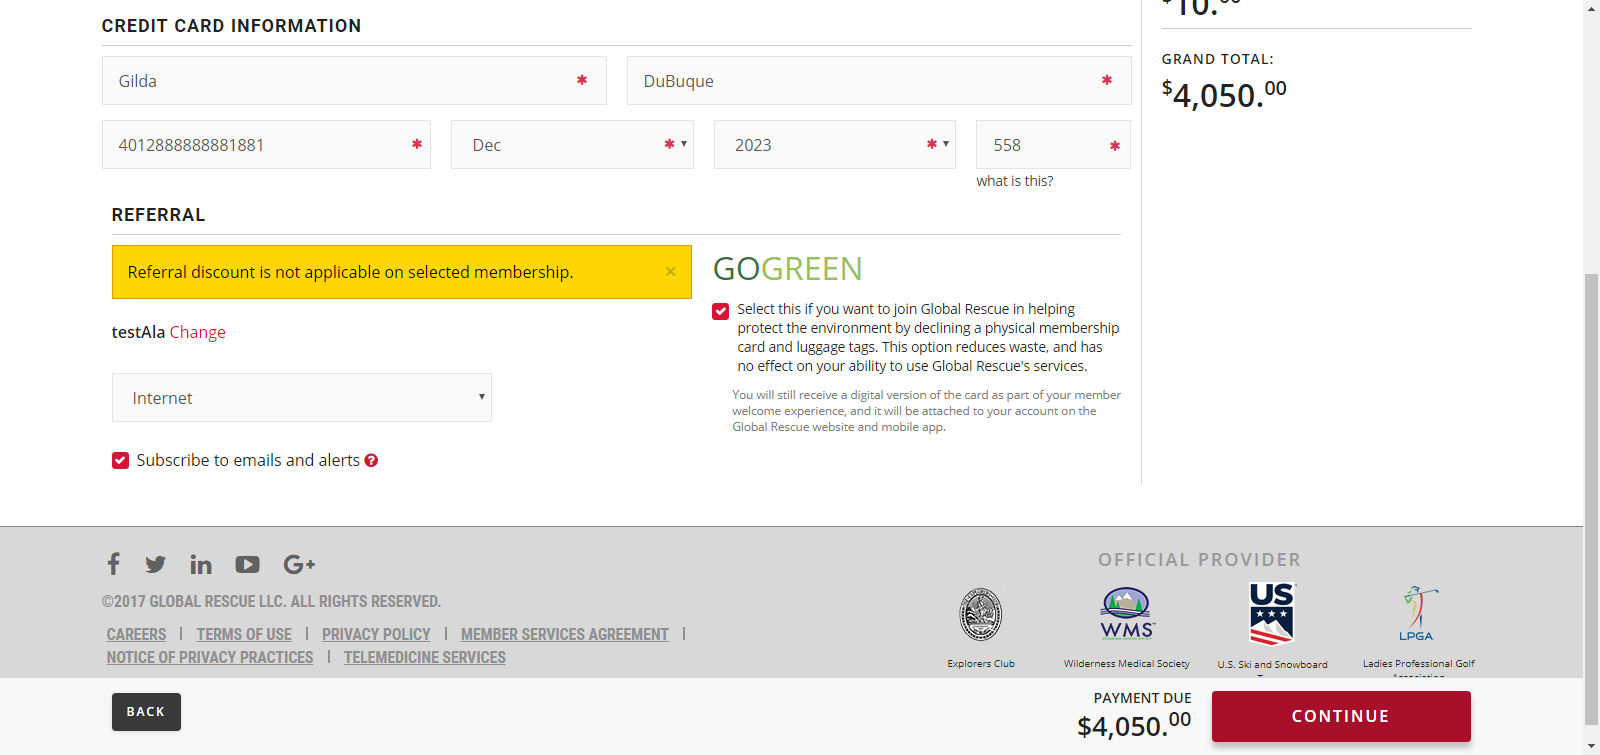 $10.00
CREDIT CARD INFORMATION
GRAND TOTAL:
$4,050.00
Gilda *
DuBuque *
4012888888881881 *
Dec *
2023 *
558 *
what is this?
REFERRAL
Referral discount is not applicable on selected membership. ×
testAla Change
Internet
Subscribe to emails and alerts ?
GOGREEN
Select this if you want to join Global Rescue in helping
protect the environment by declining a physical membership
card and luggage tags. This option reduces waste, and has
no effect on your ability to use Global Rescue's services.
You will still receive a digital version of the card as part of your member
welcome experience, and it will be attached to your account on the
Global Rescue website and mobile app.
©2017 GLOBAL RESCUE LLC. ALL RIGHTS RESERVED.
CAREERS | TERMS OF USE | PRIVACY POLICY | MEMBER SERVICES AGREEMENT |
NOTICE OF PRIVACY PRACTICES | TELEMEDICINE SERVICES
OFFICIAL PROVIDER
WMS
US
LPGA
Explorers Club
Wilderness Medical Society
U.S. Ski and Snowboard
Ladies Professional Golf
Association
BACK
PAYMENT DUE
$4,050.00
CONTINUE